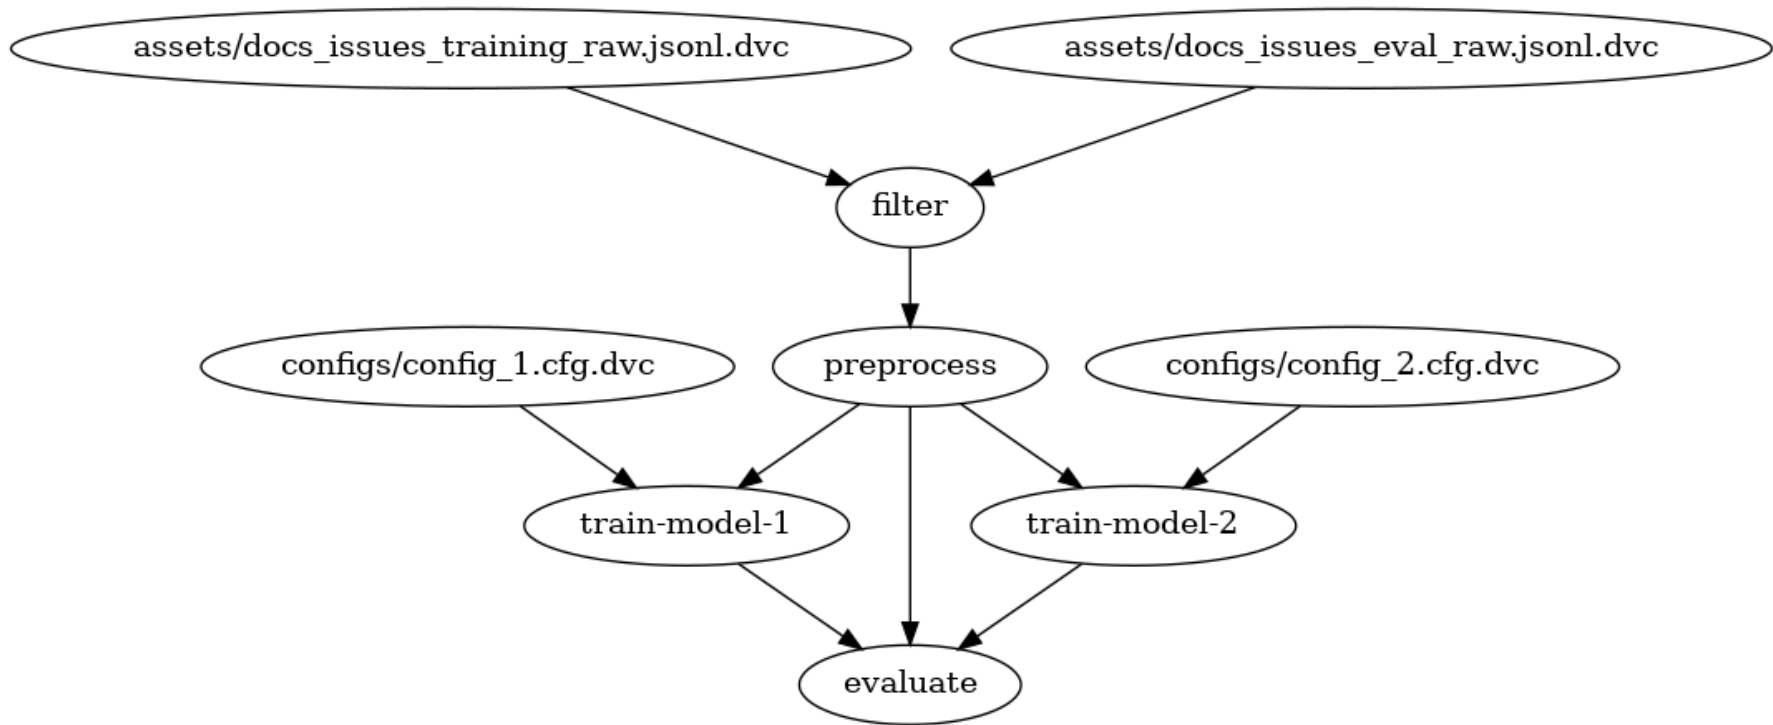 assets/docs_issues_training_raw.jsonl.dvc
assets/docs_issues_eval_raw.jsonl.dvc
filter
configs/config_1.cfg.dvc
preprocess
configs/config_2.cfg.dvc
train-model-1
train-model-2
evaluate